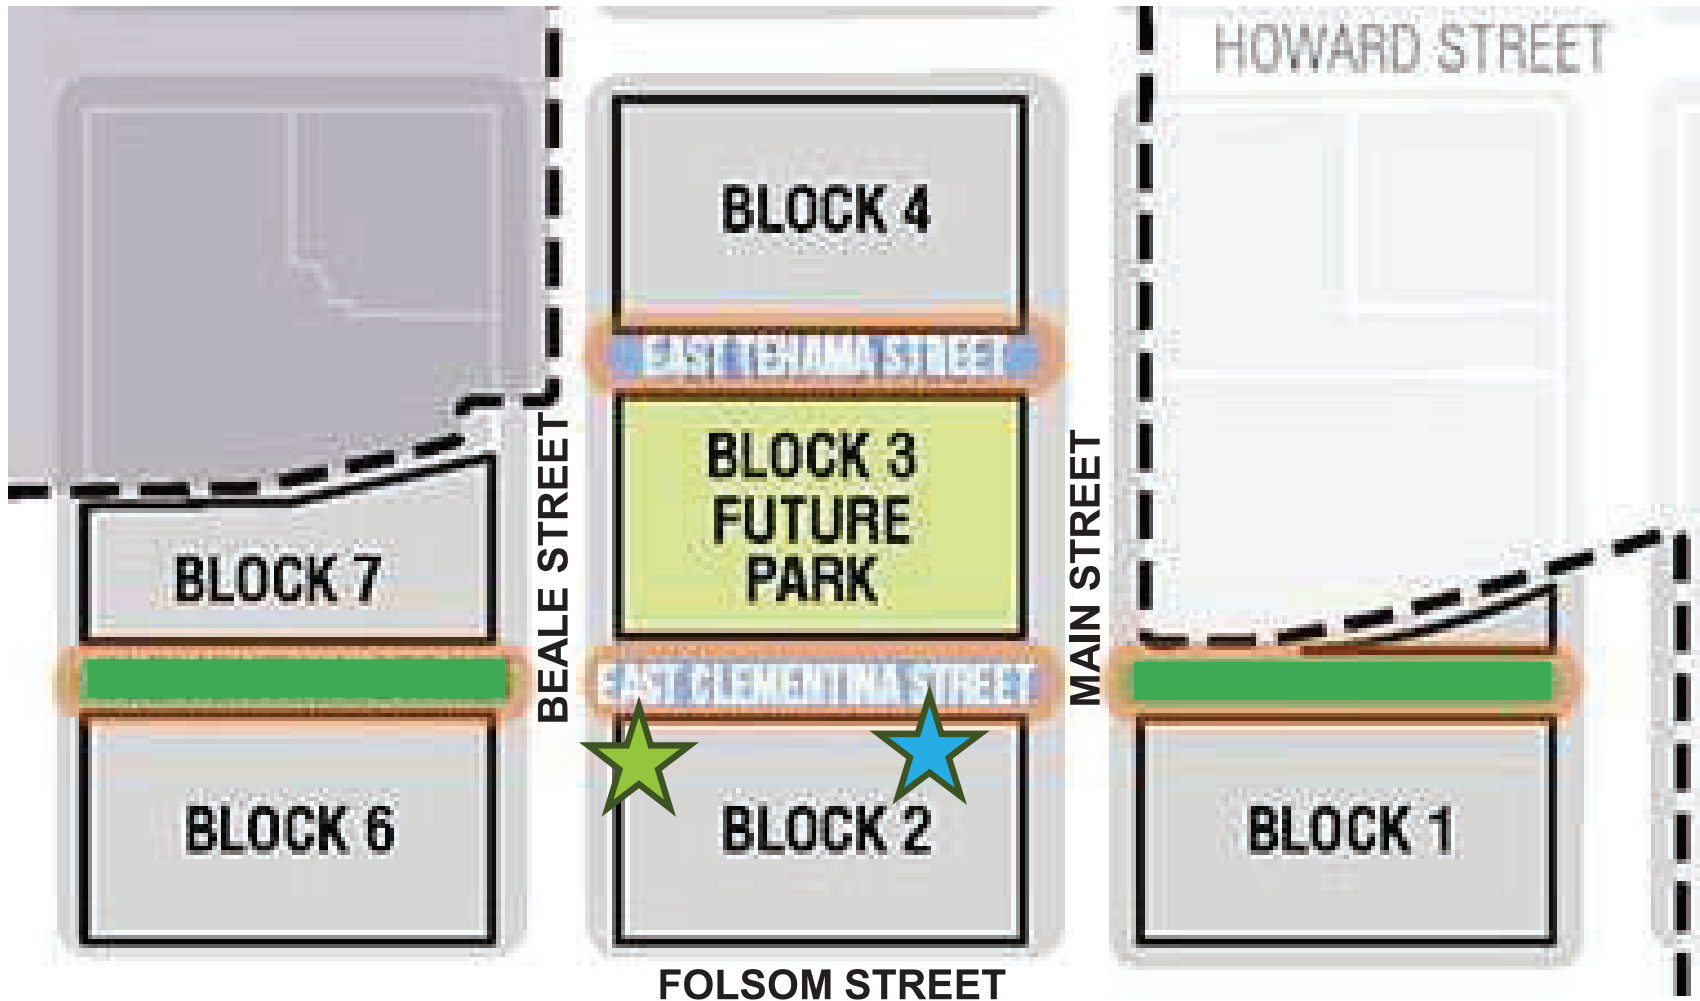 HOWARD STREET
BLOCK 4
EAST TEHAMA STREET
BLOCK 3
FUTURE
PARK
BEALE STREET
MAIN STREET
BLOCK 7
EAST CLEMENTINA STREET
BLOCK 6
BLOCK 2
BLOCK 1
FOLSOM STREET